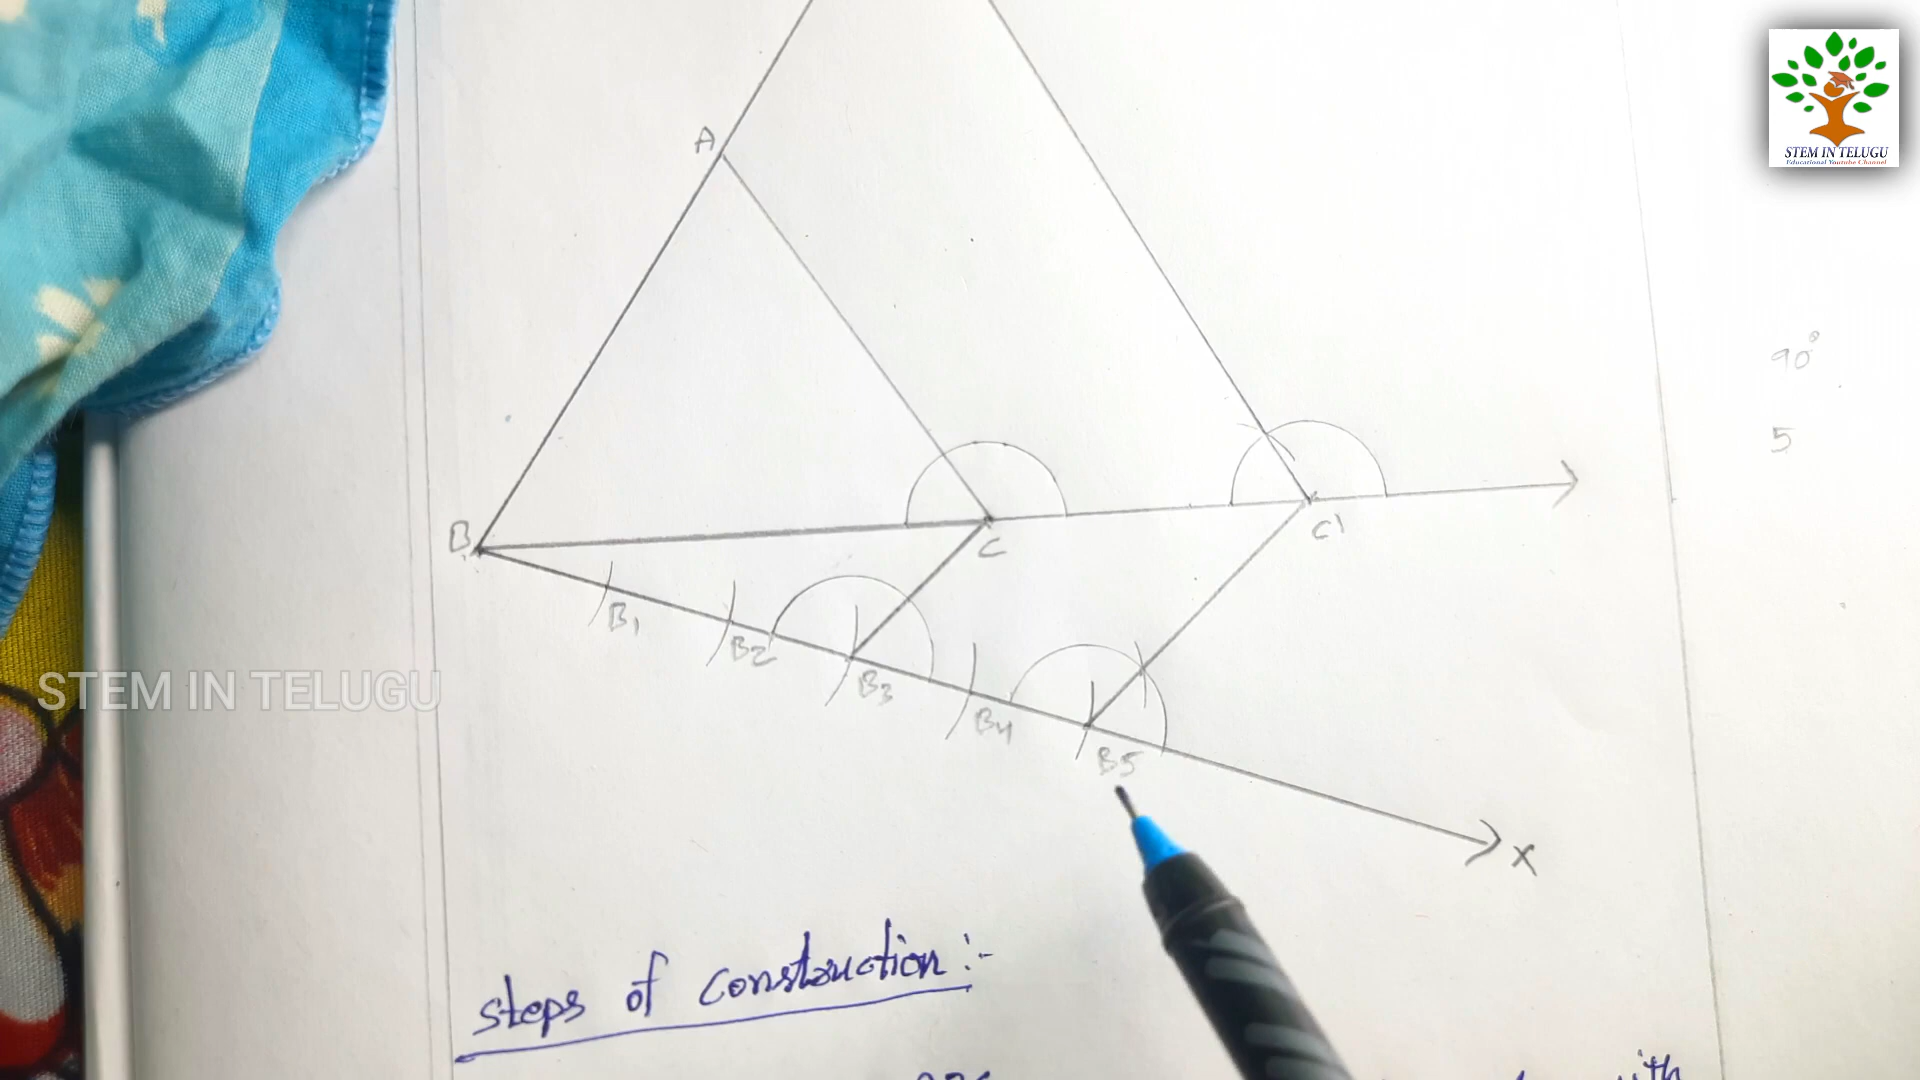 STEM IN TELUGU
Educational Youtube Channel
A
90°
5
B
C
C'
B1
B2
B3
B4
B5
X
STEM IN TELUGU
steps of construction :-
with